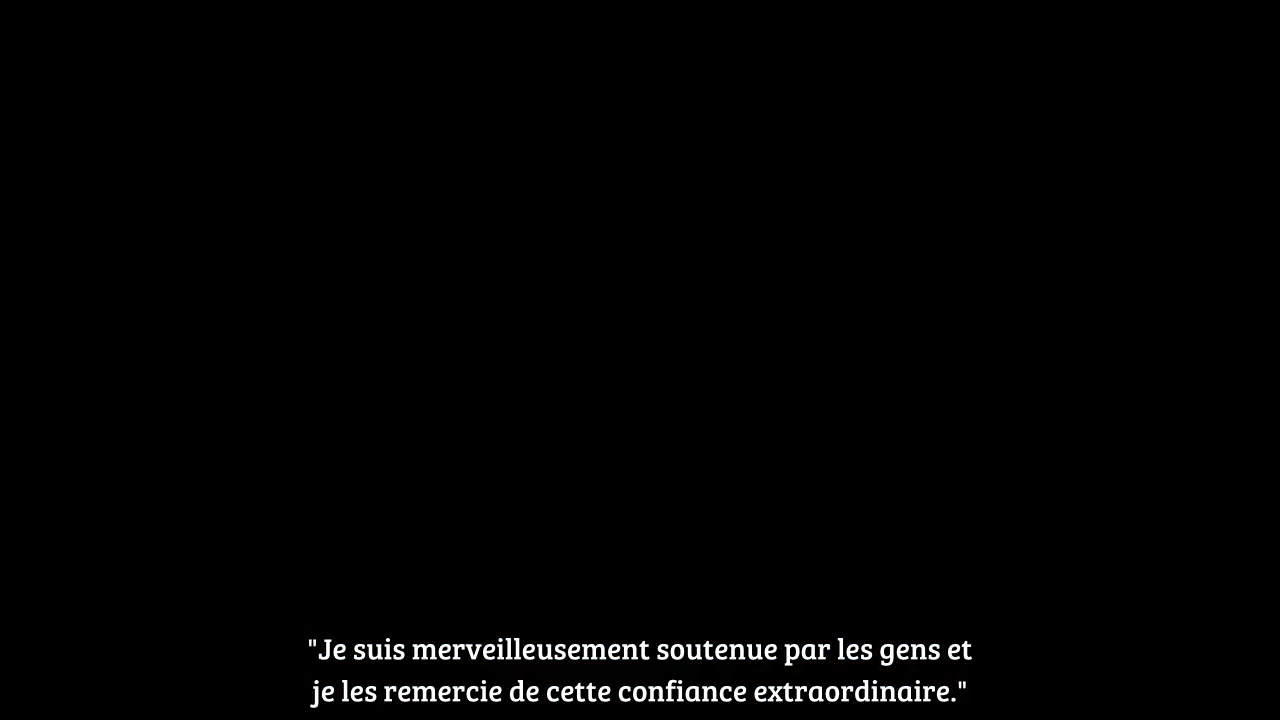 "Je suis merveilleusement soutenue par les gens et
je les remercie de cette confiance extraordinaire."